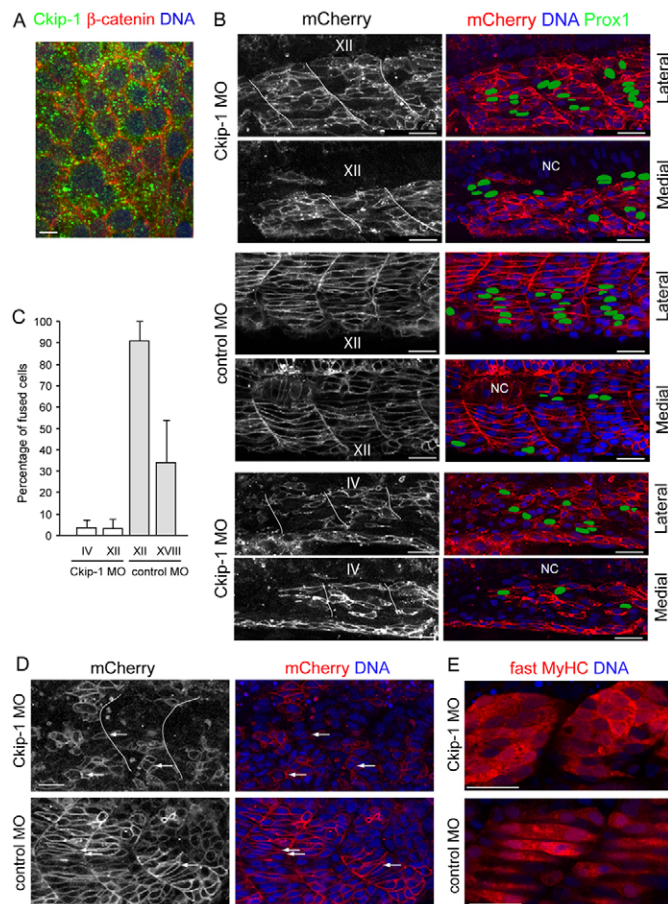 A
Ckip-1 β-catenin DNA
B
mCherry
mCherry DNA Prox1
Ckip-1 MO
XII
Lateral
XII
NC
Medial
control MO
XII
Lateral
XII
NC
Medial
Ckip-1 MO
IV
Lateral
IV
NC
Medial
C
Percentage of fused cells
100
90
80
70
60
50
40
30
20
10
0
IV XII XII XVIII
Ckip-1 MO control MO
D
mCherry
mCherry DNA
Ckip-1 MO
control MO
E
fast MyHC DNA
Ckip-1 MO
control MO